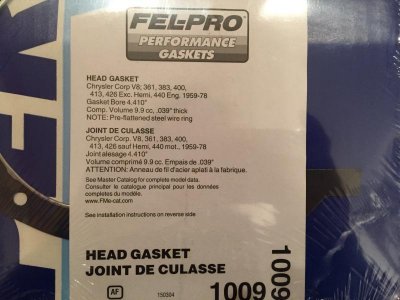 FEL-PRO
PERFORMANCE
GASKETS
HEAD GASKET
Chrysler Corp V8; 361, 383, 400,
413, 426 Exc. Hemi, 440 Eng. 1959-78
Gasket Bore 4.410"
Comp. Volume 9.9 cc, .039" thick
NOTE: Pre-flattened steel wire ring
JOINT DE CULASSE
Chrysler Corp. V8, 361, 383, 400,
413, 426 sauf Hemi, 440 mot., 1959-78
Joint alesage 4.410"
Volume comprimé 9.9 cc. Empais de .039"
ATTENTION: Anneau de fil d'acier aplati à la fabrique.
See Master Catalog for complete model data.
Consulter le catalogue principal pour les données
complètes du modèle.
www.FMe-cat.com
See installation instructions on reverse side
HEAD GASKET
JOINT DE CULASSE
AF
150304
1009
1009